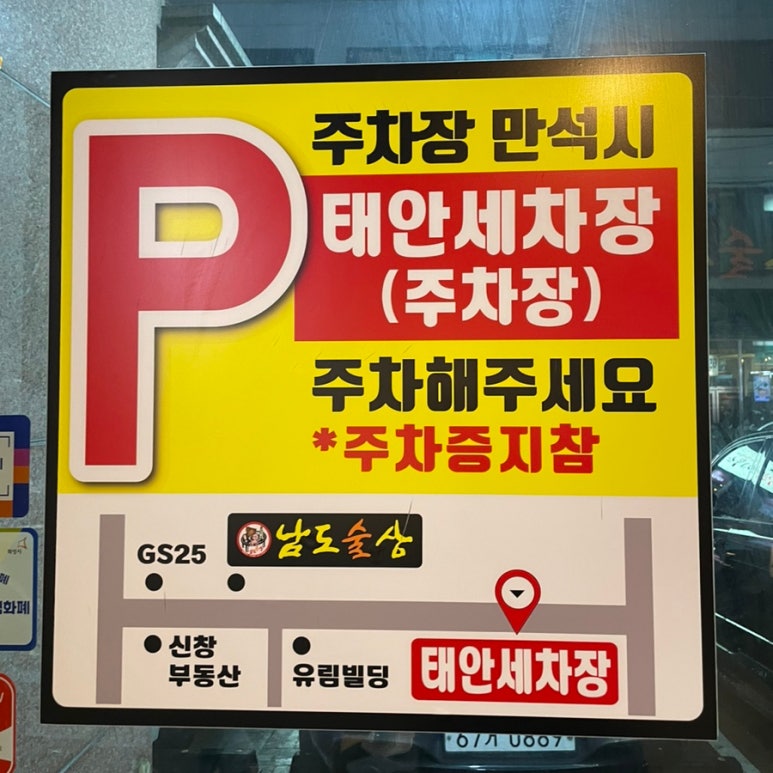 P
주차장 만석시
태안세차장
(주차장)
주차해주세요
*주차증지참
GS25
남도술상
신창
부동산
유림빌딩
태안세차장
화폐